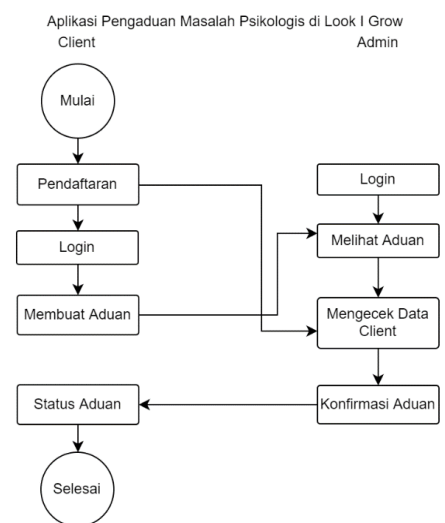 Aplikasi Pengaduan Masalah Psikologis di Look I Grow
Client
Admin
Mulai
Pendaftaran
Login
Login
Melihat Aduan
Membuat Aduan
Mengecek Data
Client
Status Aduan
Konfirmasi Aduan
Selesai